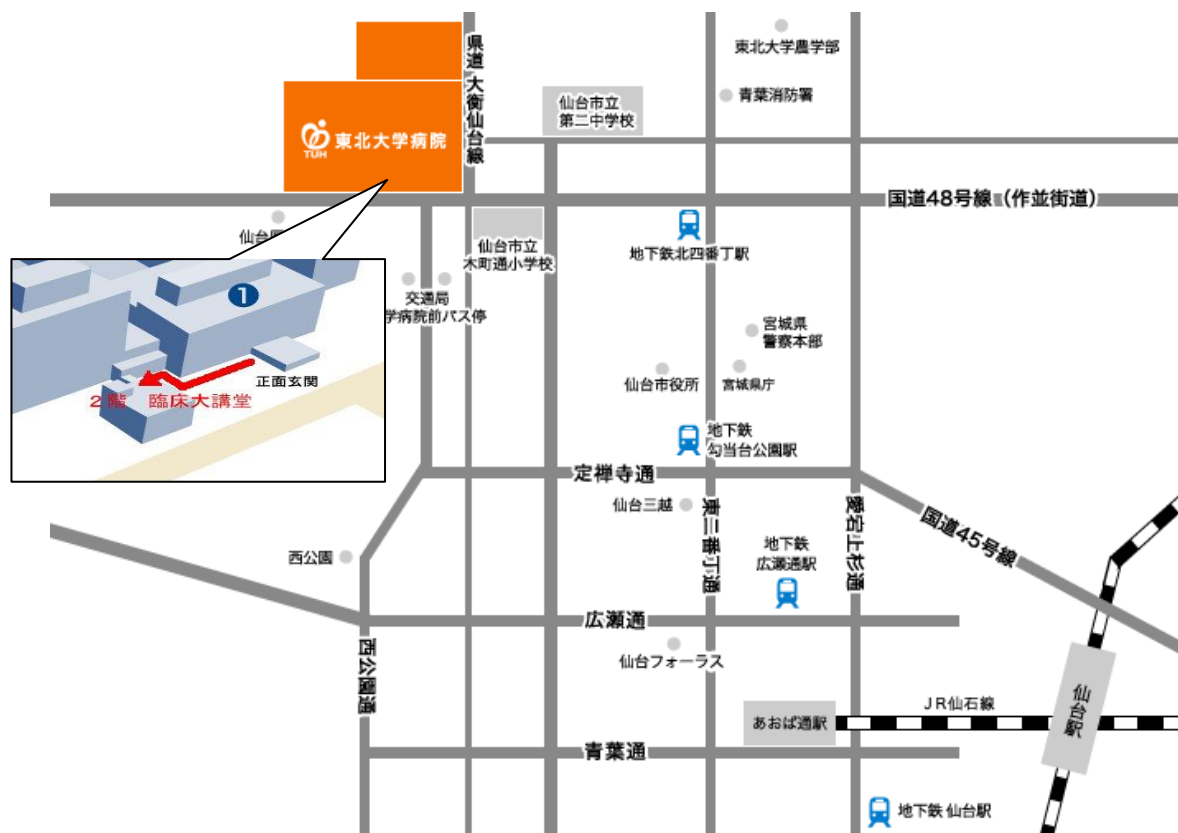 東北大学農学部
県道 大衡仙台線
青葉消防署
仙台市立
第二中学校
TUH
東北大学病院
国道48号線（作並街道）
仙台
仙台市立
木町通小学校
地下鉄北四番丁駅
交通局
学病院前バス停
1
正面玄関
2階 臨床大講堂
宮城県
警察本部
仙台市役所
宮城県庁
地下鉄
勾当台公園駅
定禅寺通
仙台三越
東二番丁通
愛宕上杉通
国道45号線
地下鉄
広瀬通駅
西公園
広瀬通
仙台フォーラス
西公園通
JR仙石線
あおば通駅
仙台駅
青葉通
地下鉄 仙台駅